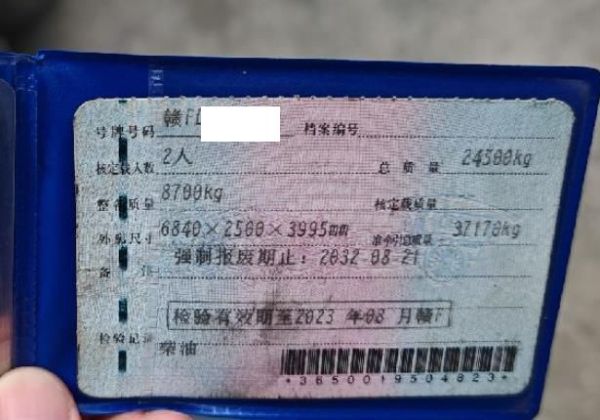 号牌号码 赣FL 档案编号
核定载人数 2人 总质量 24300kg
整备质量 8700kg 核定载质量
外廓尺寸 6840×2500×3995mm 准牵引总质量 37170kg
备注 强制报废期止：2032-08-21
检验有效期至2023年08月赣F
检验记录
柴油
*3650019504823*